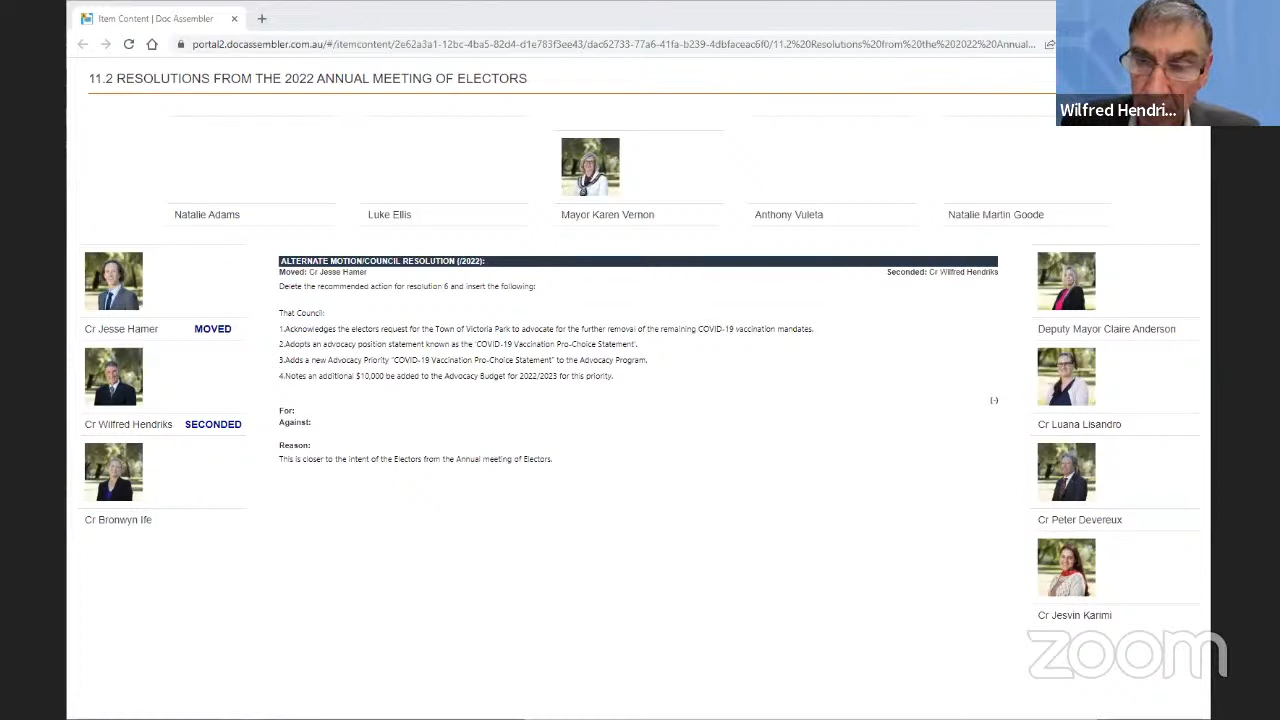 Item Content | Doc Assembler
portal2.docassembler.com.au/#/itemcontent/2e62a3a1-12bc-4ba5-82d4-d1e783f3ee43/dac62733-77a6-41fa-b239-4dbfaceac6f0/11.2%20Resolutions%20from%20the%202022%20Annual...
Wilfred Hendri...
11.2 RESOLUTIONS FROM THE 2022 ANNUAL MEETING OF ELECTORS
Natalie Adams
Luke Ellis
Mayor Karen Vernon
Anthony Vuleta
Natalie Martin Goode
ALTERNATE MOTION/COUNCIL RESOLUTION (/2022):
Moved: Cr Jesse Hamer
Seconded: Cr Wilfred Hendriks
Delete the recommended action for resolution 6 and insert the following:
That Council:
1.Acknowledges the electors request for the Town of Victoria Park to advocate for the further removal of the remaining COVID-19 vaccination mandates.
2.Adopts an advocacy position statement known as the 'COVID-19 Vaccination Pro-Choice Statement'.
3.Adds a new Advocacy Priority "COVID-19 Vaccination Pro-Choice Statement" to the Advocacy Program.
4.Notes an additional $10,000 be added to the Advocacy Budget for 2022/2023 for this priority.
(-)
For:
Against:
Reason:
This is closer to the intent of the Electors from the Annual meeting of Electors.
Cr Jesse Hamer MOVED
Cr Wilfred Hendriks SECONDED
Cr Bronwyn Ife
Deputy Mayor Claire Anderson
Cr Luana Lisandro
Cr Peter Devereux
Cr Jesvin Karimi
zoom